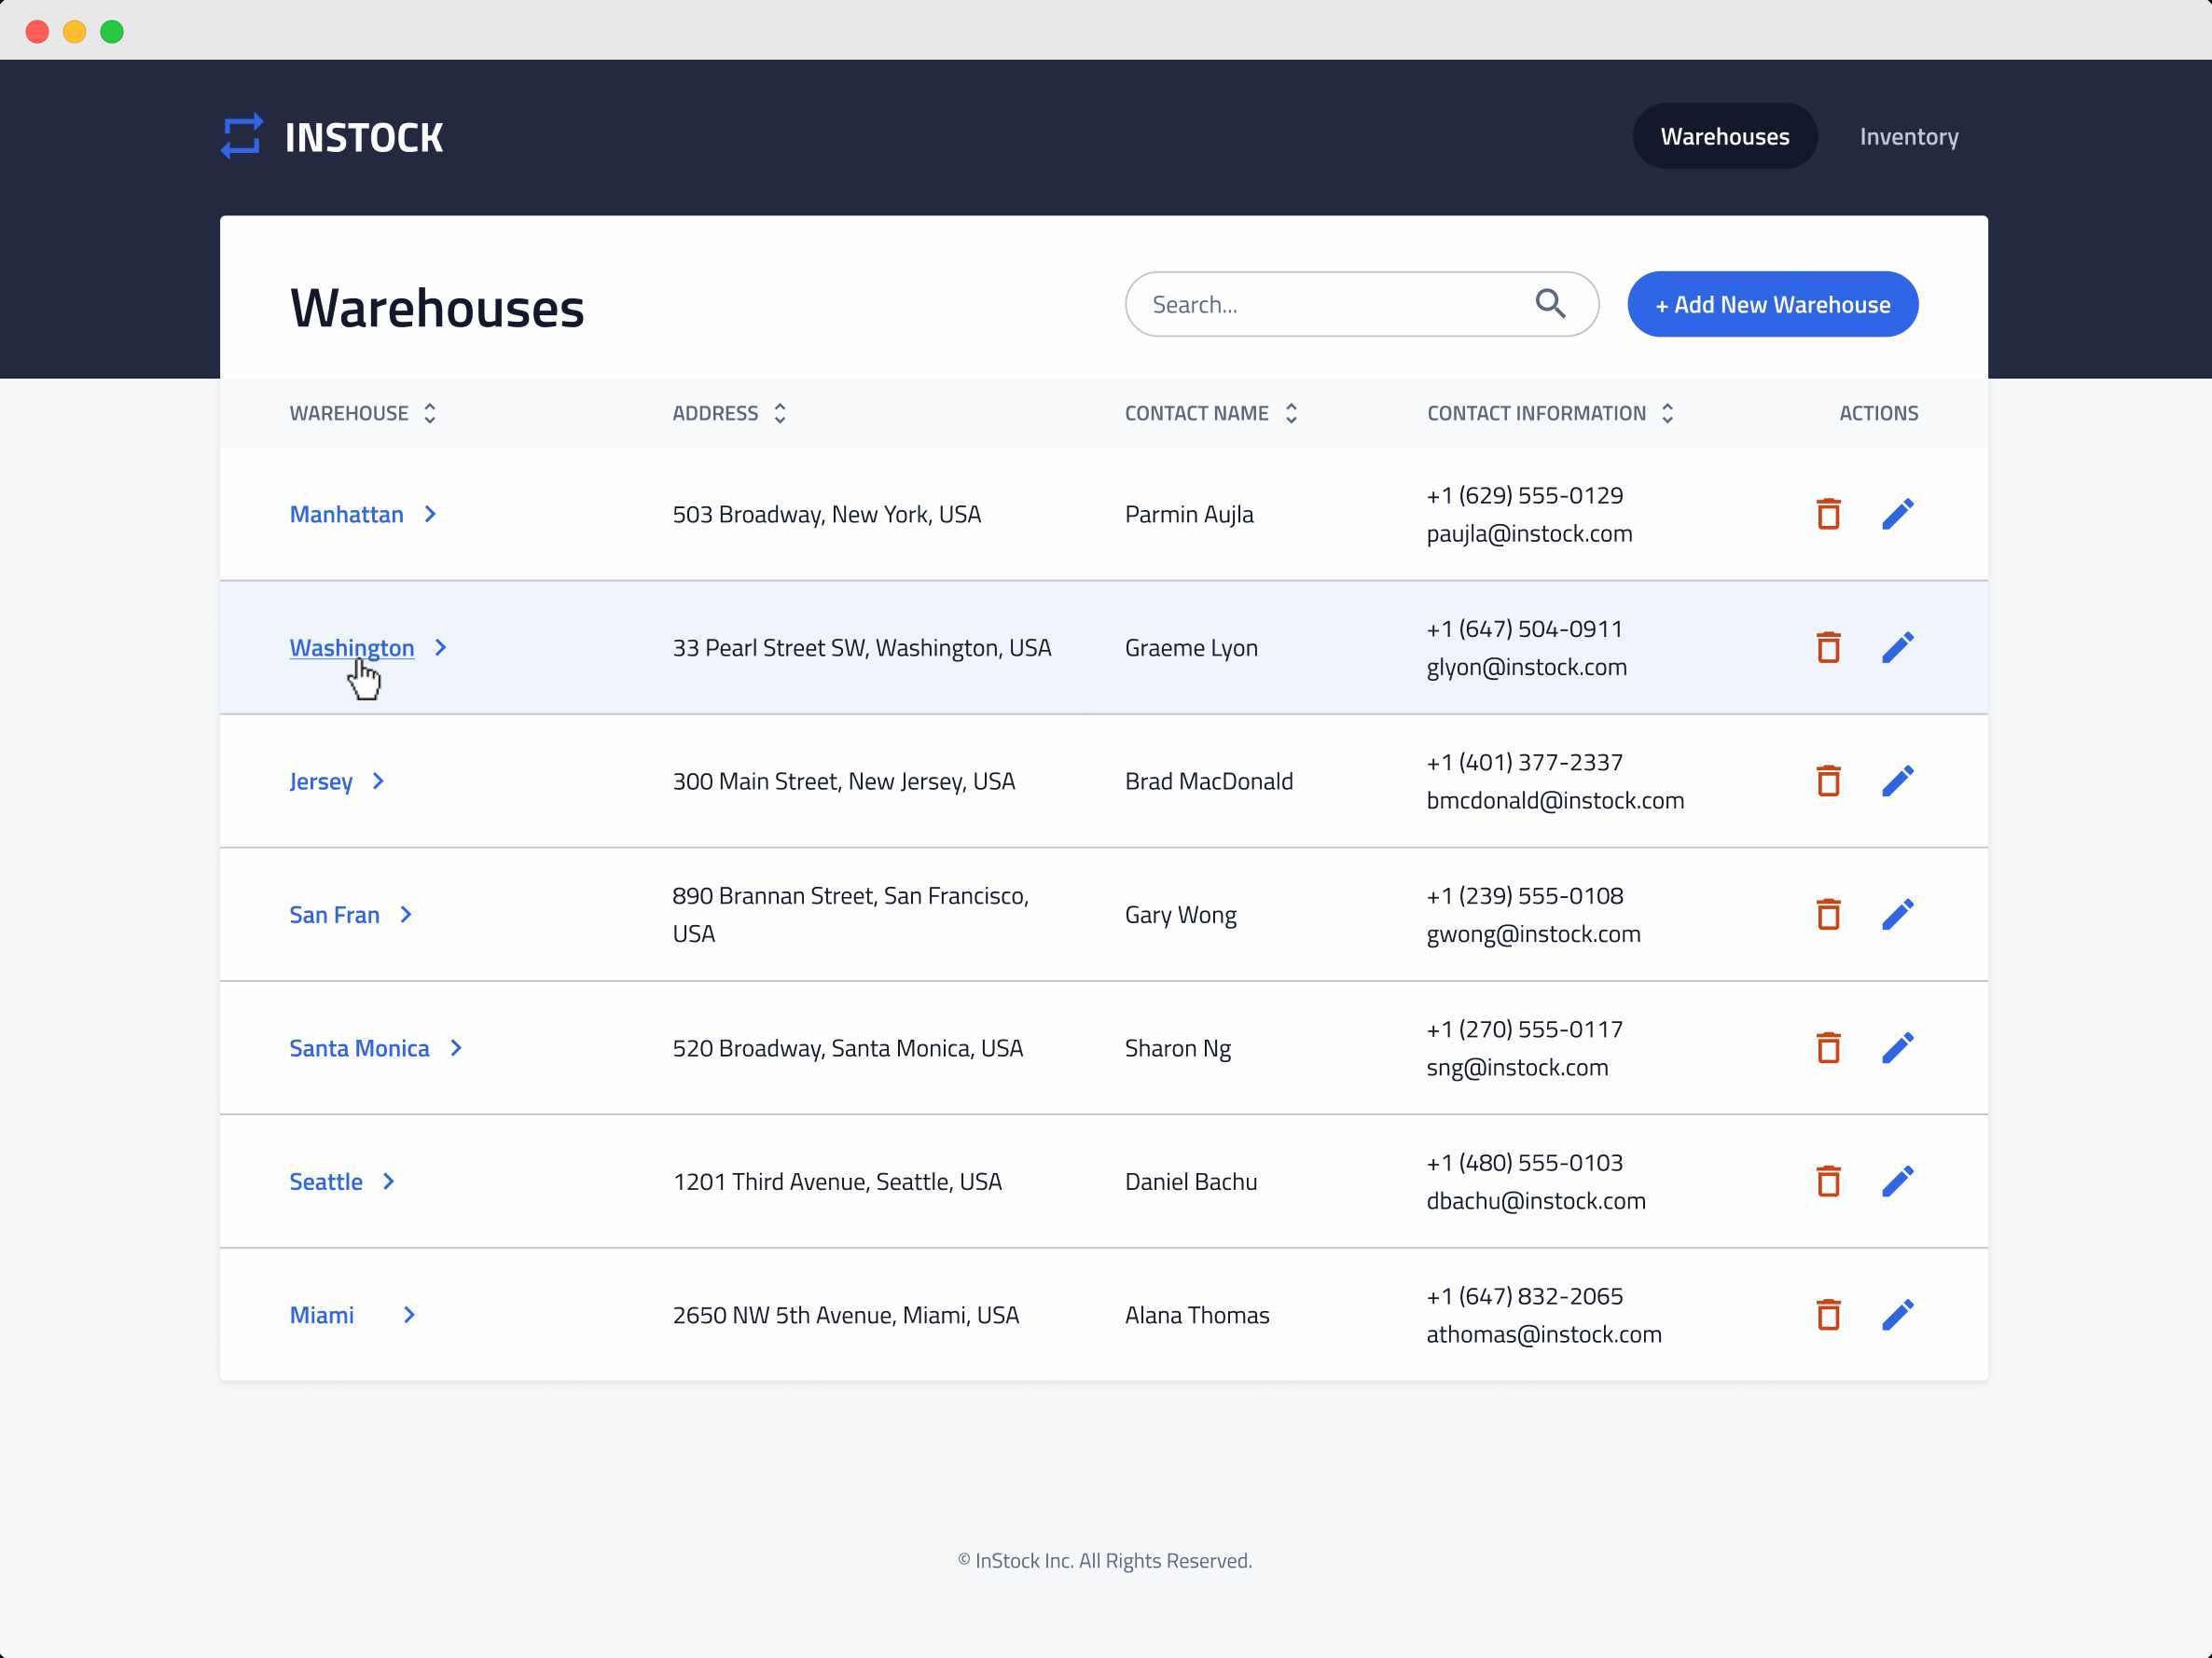 INSTOCK
Warehouses
Inventory
Warehouses
Search...
+ Add New Warehouse
WAREHOUSE
ADDRESS
CONTACT NAME
CONTACT INFORMATION
ACTIONS
Manhattan
503 Broadway, New York, USA
Parmin Aujla
+1 (629) 555-0129
paujla@instock.com
Washington
33 Pearl Street SW, Washington, USA
Graeme Lyon
+1 (647) 504-0911
glyon@instock.com
Jersey
300 Main Street, New Jersey, USA
Brad MacDonald
+1 (401) 377-2337
bmcdonald@instock.com
San Fran
890 Brannan Street, San Francisco,
USA
Gary Wong
+1 (239) 555-0108
gwong@instock.com
Santa Monica
520 Broadway, Santa Monica, USA
Sharon Ng
+1 (270) 555-0117
sng@instock.com
Seattle
1201 Third Avenue, Seattle, USA
Daniel Bachu
+1 (480) 555-0103
dbachu@instock.com
Miami
2650 NW 5th Avenue, Miami, USA
Alana Thomas
+1 (647) 832-2065
athomas@instock.com
© InStock Inc. All Rights Reserved.